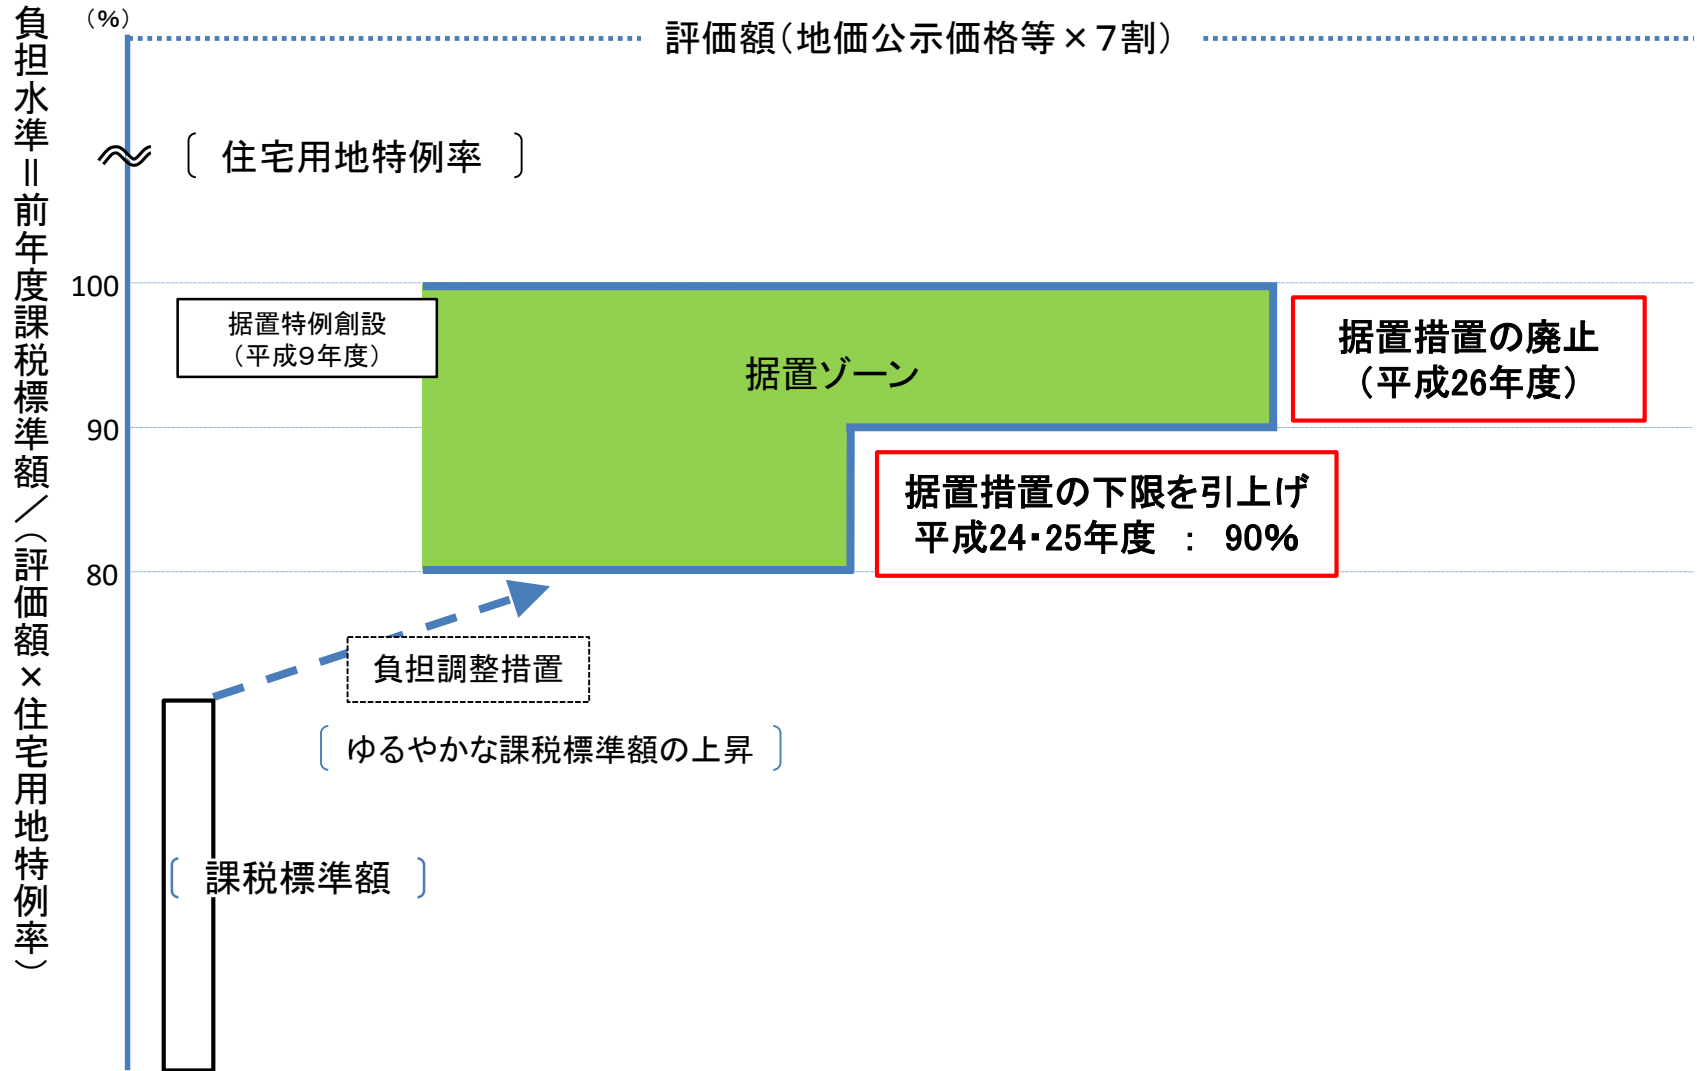 負担水準＝前年度課税標準額／（評価額×住宅用地特例率）
（%）
評価額（地価公示価格等×７割）
〔 住宅用地特例率 〕
100
据置特例創設
（平成９年度）
据置ゾーン
据置措置の廃止
（平成26年度）
90
据置措置の下限を引上げ
平成24・25年度 ： 90%
80
負担調整措置
〔 ゆるやかな課税標準額の上昇 〕
〔 課税標準額 〕